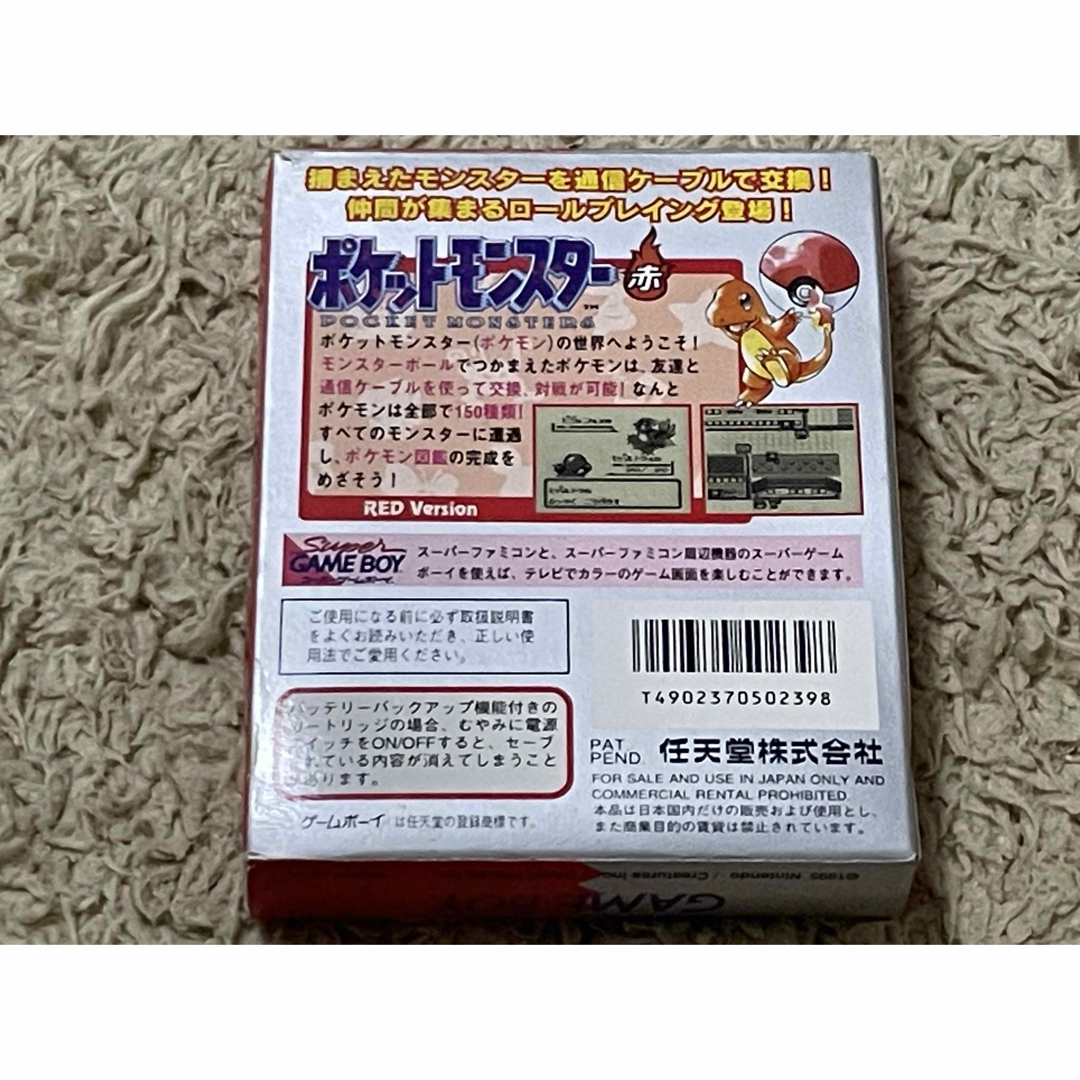 捕まえたモンスターを通信ケーブルで交換！
仲間が集まるロールプレイング登場！
ポケットモンスター 赤
TM
POCKET MONSTERS
ポケットモンスター(ポケモン)の世界へようこそ！
モンスターボールでつかまえたポケモンは、友達と
通信ケーブルを使って交換、対戦が可能！なんと
ポケモンは全部で150種類！
すべてのモンスターに遭遇
し、ポケモン図鑑の完成を
めざそう！
RED Version
Super
GAME BOY
スーパーゲームボーイ
スーパーファミコンと、スーパーファミコン周辺機器のスーパーゲーム
ボーイを使えば、テレビでカラーのゲーム画面を楽しむことができます。
ご使用になる前に必ず取扱説明書
をよくお読みいただき、正しい使
用法でご愛用ください。
T4902370502398
バッテリーバックアップ機能付きの
カートリッジの場合、むやみに電源
スイッチをON/OFFすると、セーブ
されている内容が消えてしまうこと
があります。
PAT.
PEND.
任天堂株式会社
FOR SALE AND USE IN JAPAN ONLY AND
COMMERCIAL RENTAL PROHIBITED.
本品は日本国内だけの販売および使用とし、
また商業目的の賃貸は禁止されています。
ゲームボーイ は任天堂の登録商標です。
©1995 Nintendo / Creatures inc.
GAME BOY